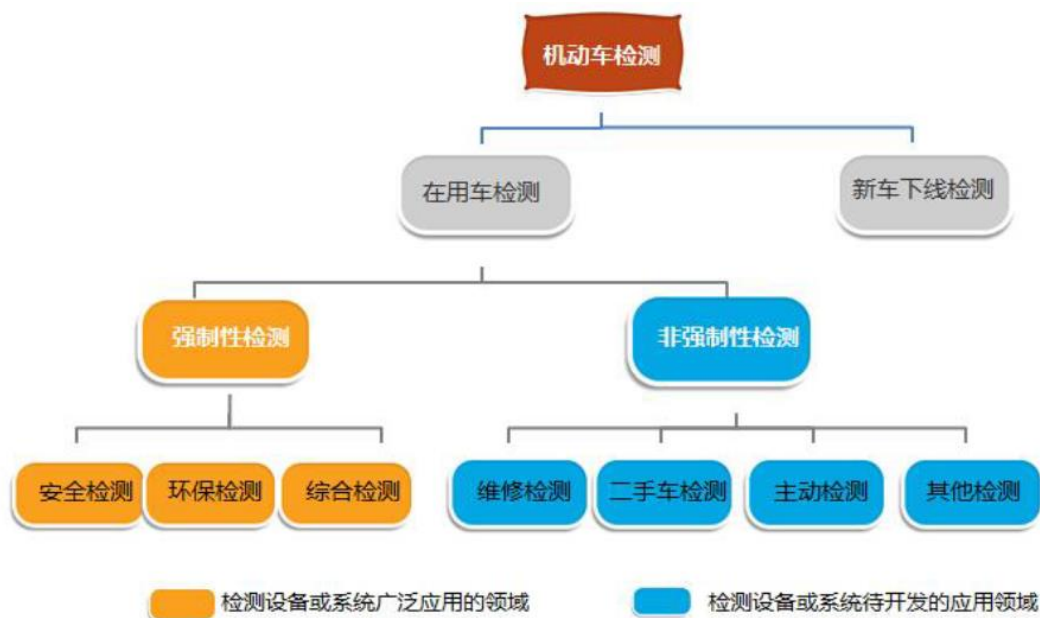 机动车检测
在用车检测
新车下线检测
强制性检测
非强制性检测
安全检测
环保检测
综合检测
维修检测
二手车检测
主动检测
其他检测
检测设备或系统广泛应用的领域
检测设备或系统待开发的应用领域